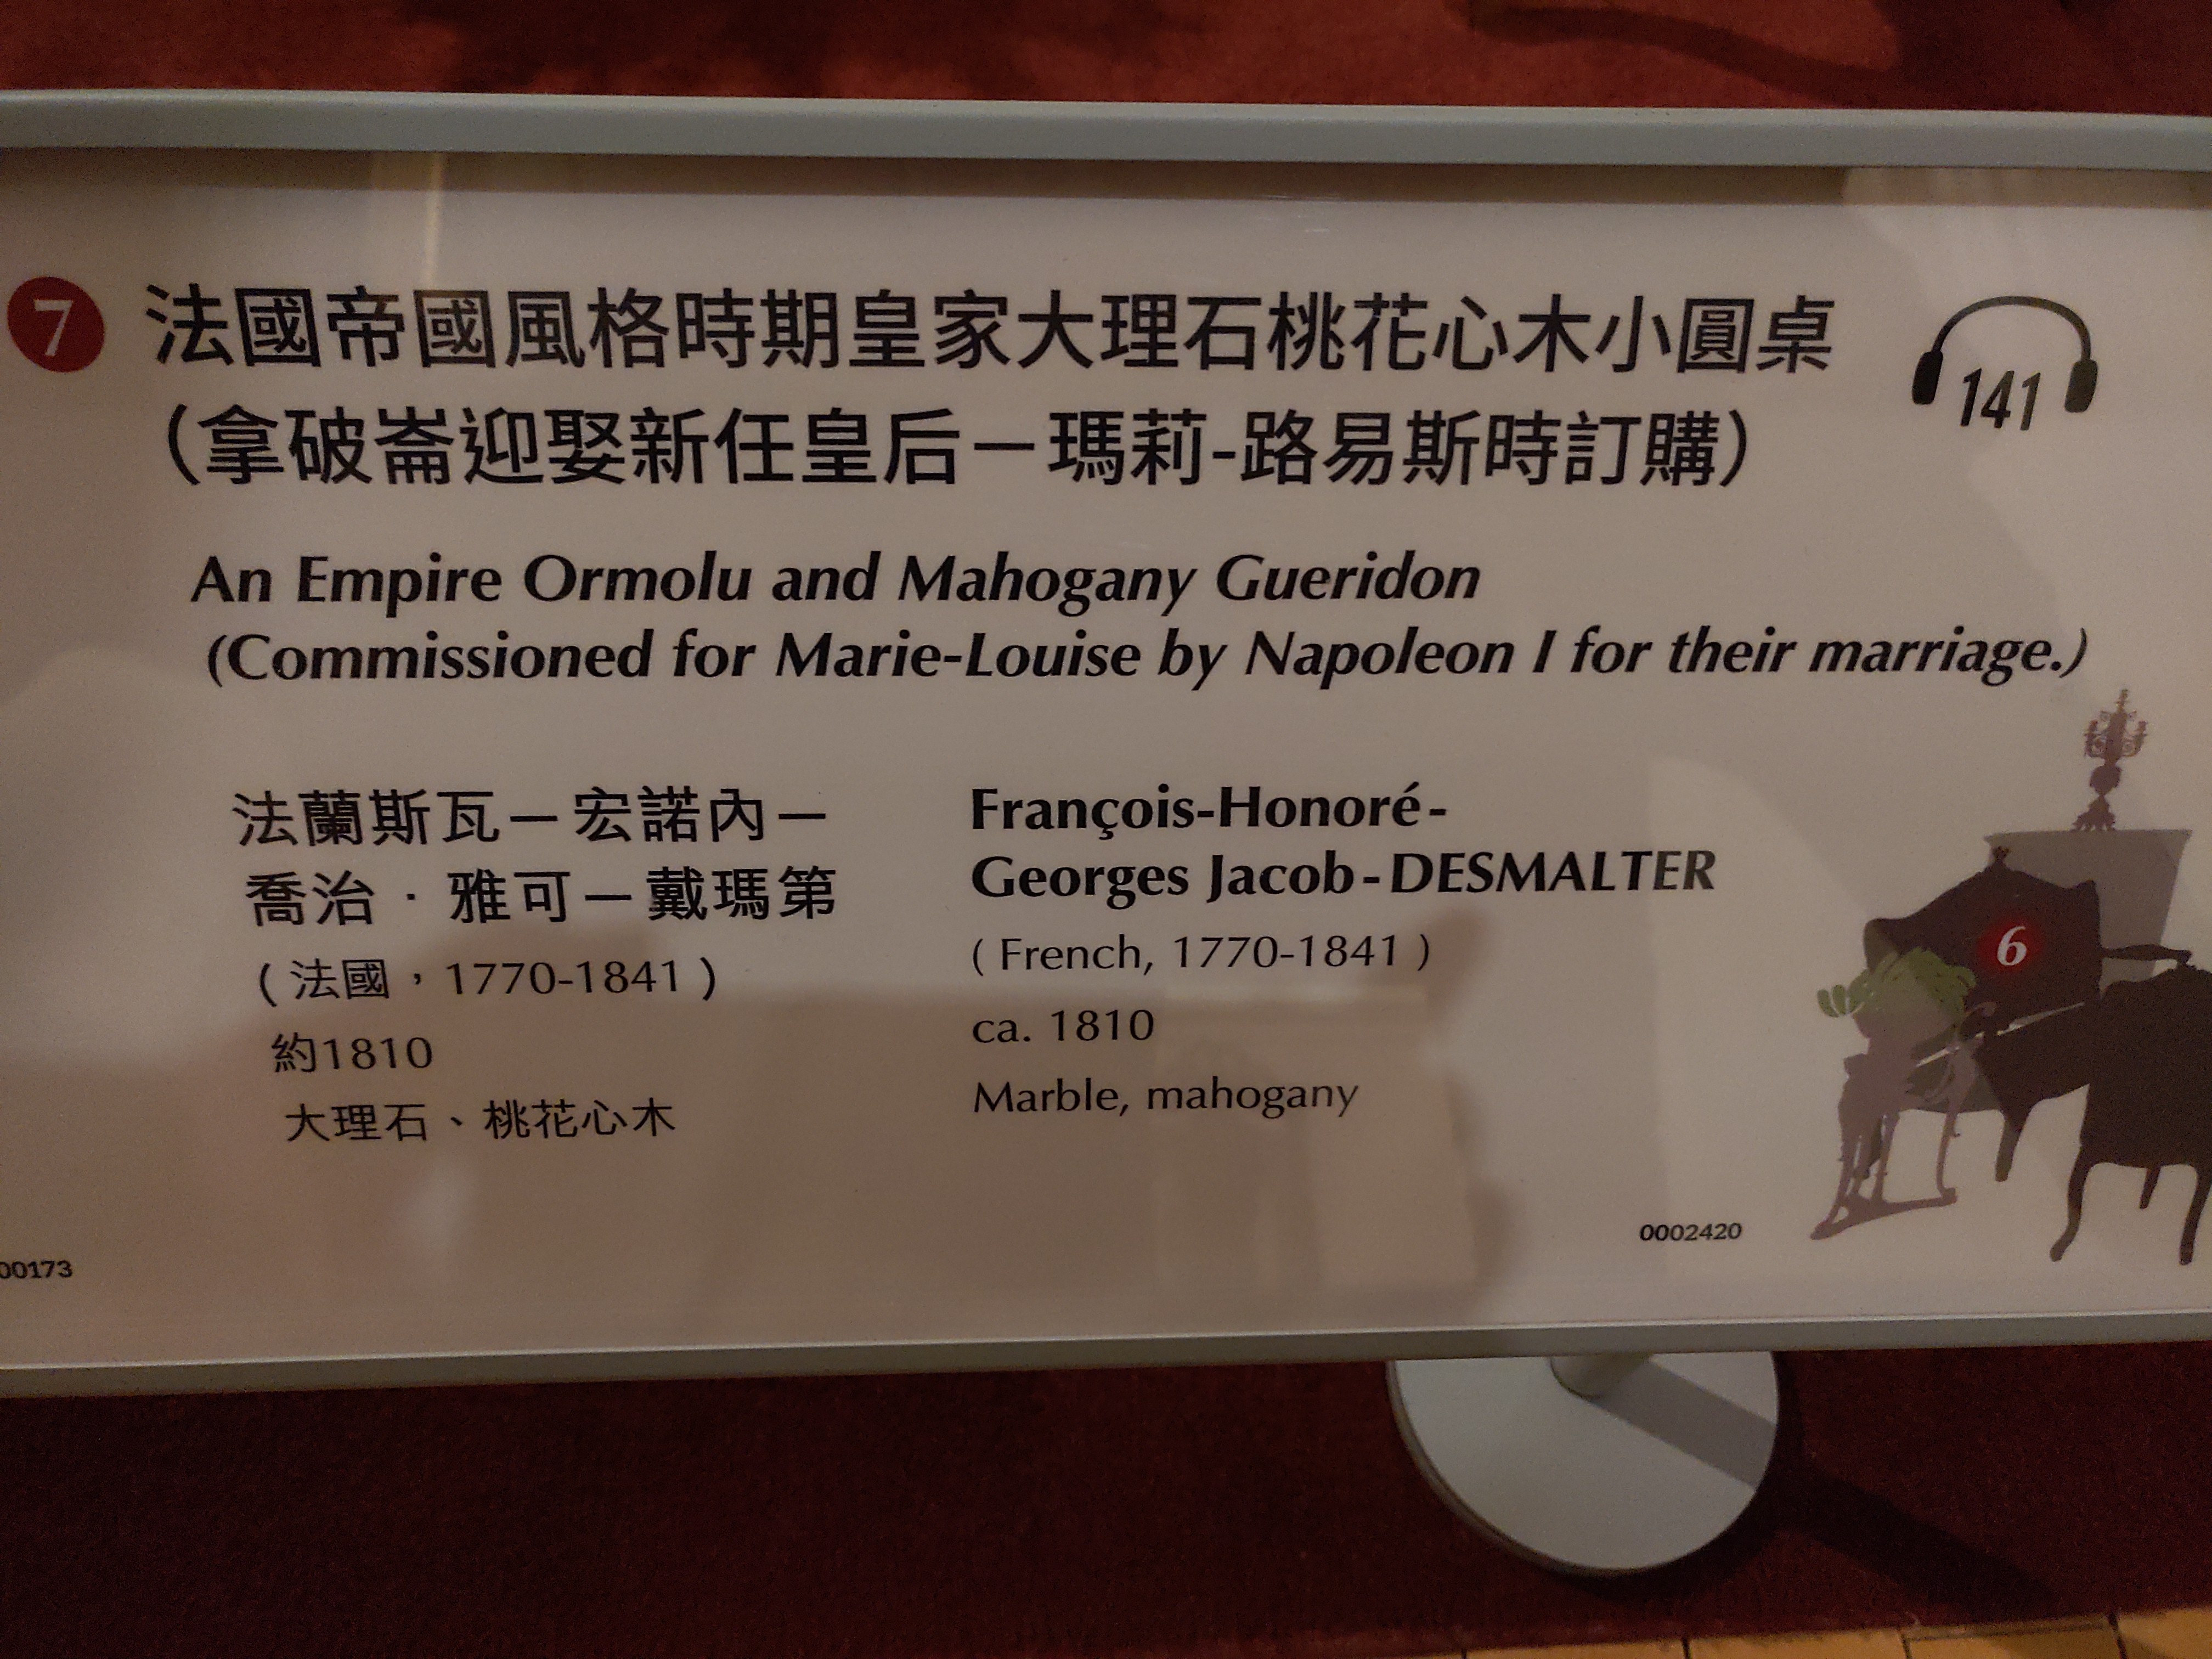 7 法國帝國風格時期皇家大理石桃花心木小圓桌
(拿破崙迎娶新任皇后－瑪莉-路易斯時訂購)
141
An Empire Ormolu and Mahogany Gueridon
(Commissioned for Marie-Louise by Napoleon I for their marriage.)
法蘭斯瓦－宏諾內－
喬治．雅可－戴瑪第
(法國，1770-1841)
約1810
大理石、桃花心木
François-Honoré-
Georges Jacob-DESMALTER
( French, 1770-1841 )
ca. 1810
Marble, mahogany
6
0002420
00173